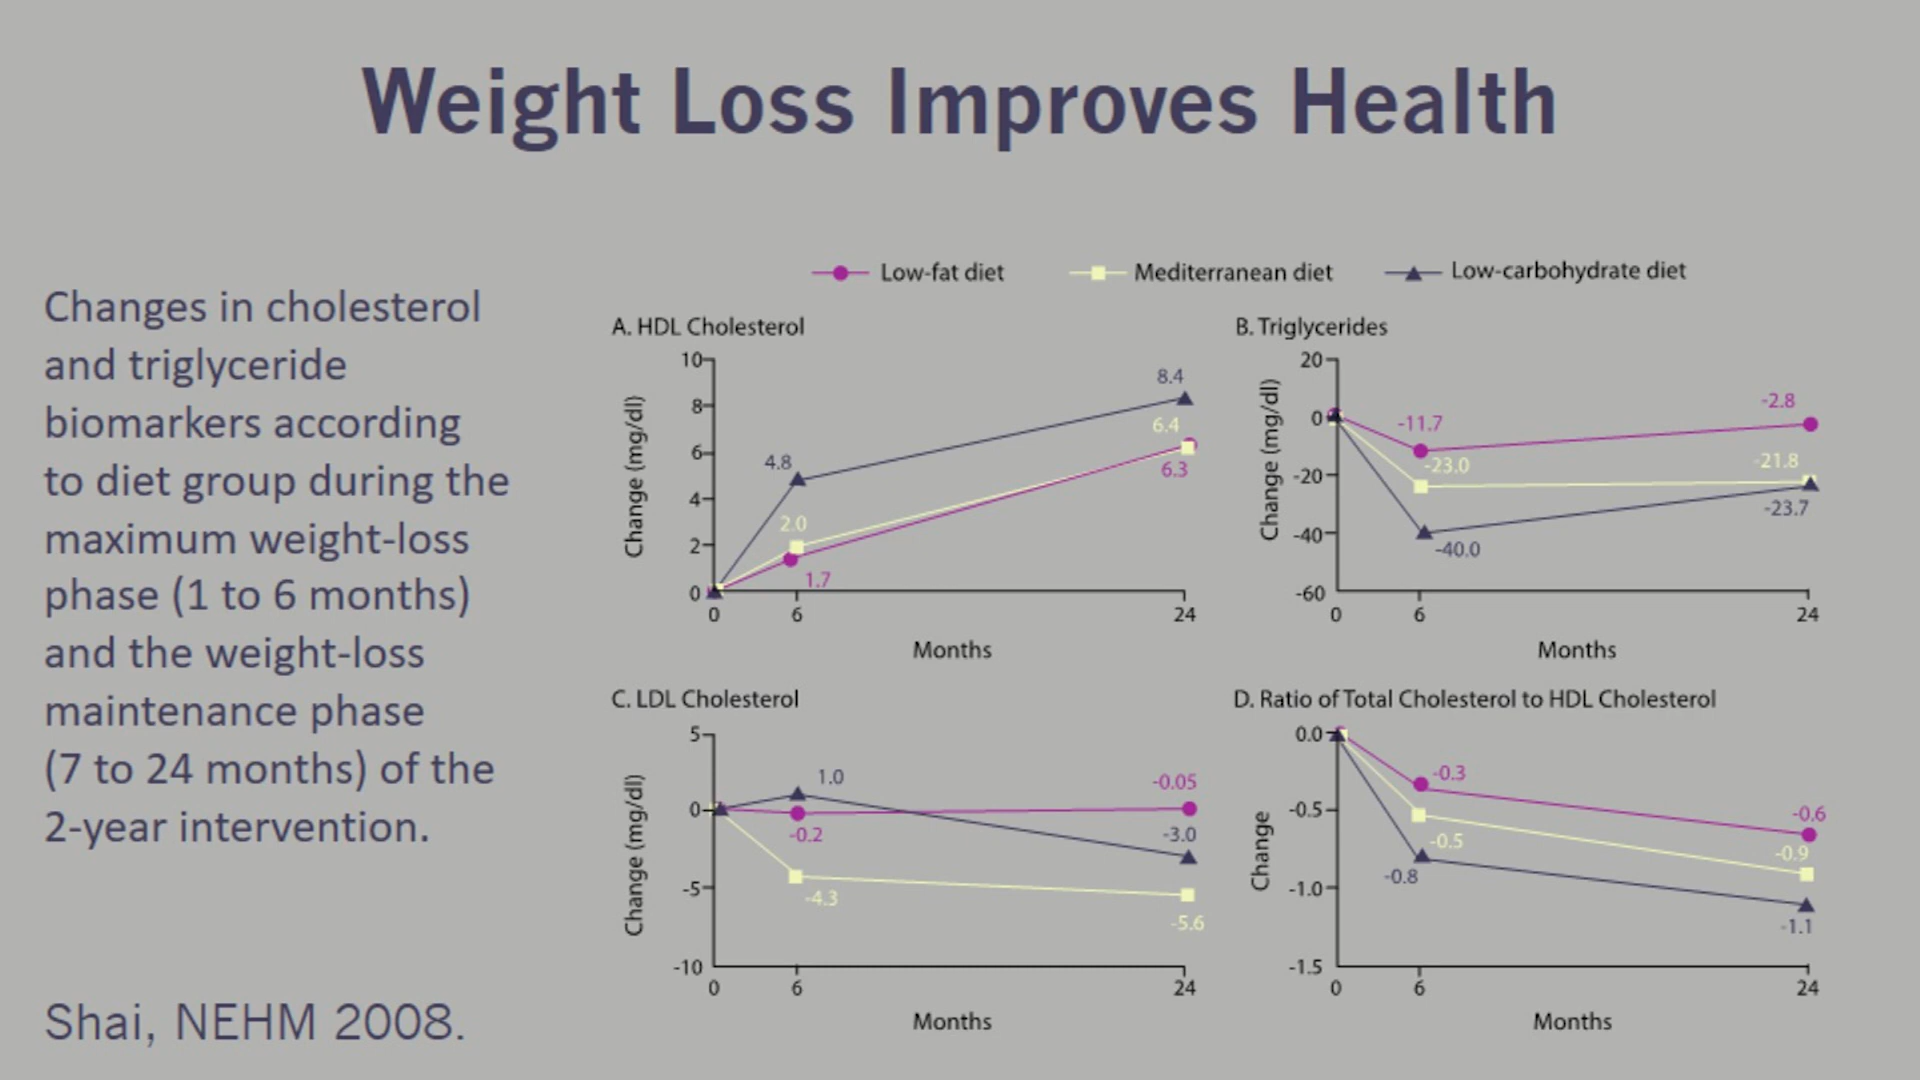 Weight Loss Improves Health
Changes in cholesterol
and triglyceride
biomarkers according
to diet group during the
maximum weight-loss
phase (1 to 6 months)
and the weight-loss
maintenance phase
(7 to 24 months) of the
2-year intervention.
Shai, NEHM 2008.
Low-fat diet Mediterranean diet Low-carbohydrate diet
A. HDL Cholesterol
Change (mg/dl)
10
8
6
4
2
0
4.8
2.0
1.7
8.4
6.4
6.3
0 6 24
Months
B. Triglycerides
Change (mg/dl)
20
0
-20
-40
-60
-11.7
-23.0
-40.0
-2.8
-21.8
-23.7
0 6 24
Months
C. LDL Cholesterol
Change (mg/dl)
5
0
-5
-10
1.0
-0.2
-4.3
-0.05
-3.0
-5.6
0 6 24
Months
D. Ratio of Total Cholesterol to HDL Cholesterol
Change
0.0
-0.5
-1.0
-1.5
-0.3
-0.5
-0.8
-0.6
-0.9
-1.1
0 6 24
Months